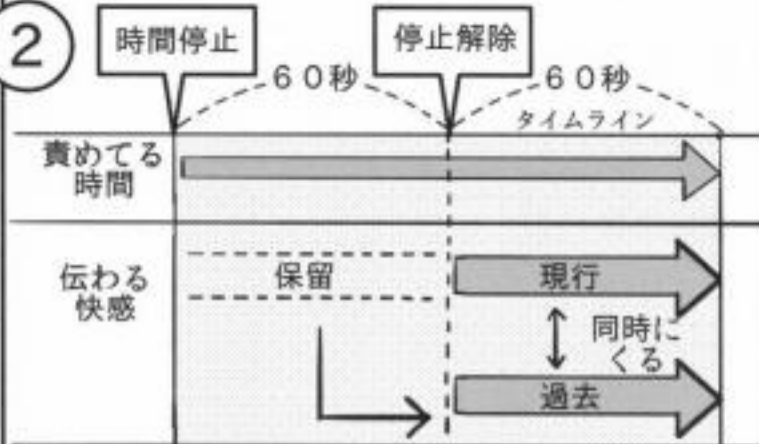 2
時間停止
停止解除
60秒
60秒
タイムライン
責めてる
時間
伝わる
快感
保留
現行
同時に
くる
過去